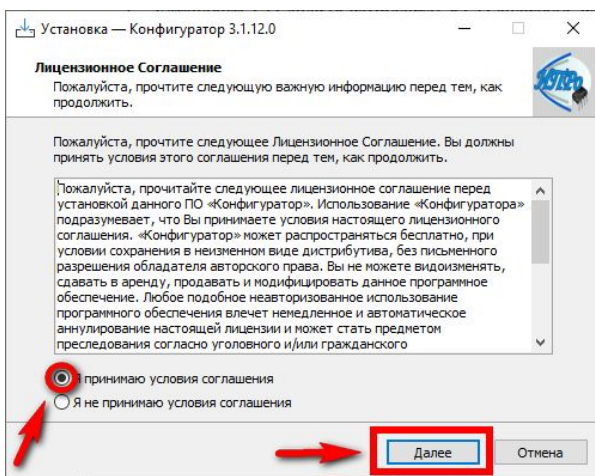 Установка — Конфигуратор 3.1.12.0
Лицензионное Соглашение
Пожалуйста, прочтите следующую важную информацию перед тем, как
продолжить.
Пожалуйста, прочтите следующее Лицензионное Соглашение. Вы должны
принять условия этого соглашения перед тем, как продолжить.
Пожалуйста, прочитайте следующее лицензионное соглашение перед
установкой данного ПО «Конфигуратор». Использование «Конфигуратора»
подразумевает, что Вы принимаете условия настоящего лицензионного
соглашения. «Конфигуратор» может распространяться бесплатно, при
условии сохранения в неизменном виде дистрибутива, без письменного
разрешения обладателя авторского права. Вы не можете видоизменять,
сдавать в аренду, продавать и модифицировать данное программное
обеспечение. Любое подобное неавторизованное использование
программного обеспечения влечет немедленное и автоматическое
аннулирование настоящей лицензии и может стать предметом
преследования согласно уголовного и/или гражданского
Я принимаю условия соглашения
Я не принимаю условия соглашения
Далее
Отмена